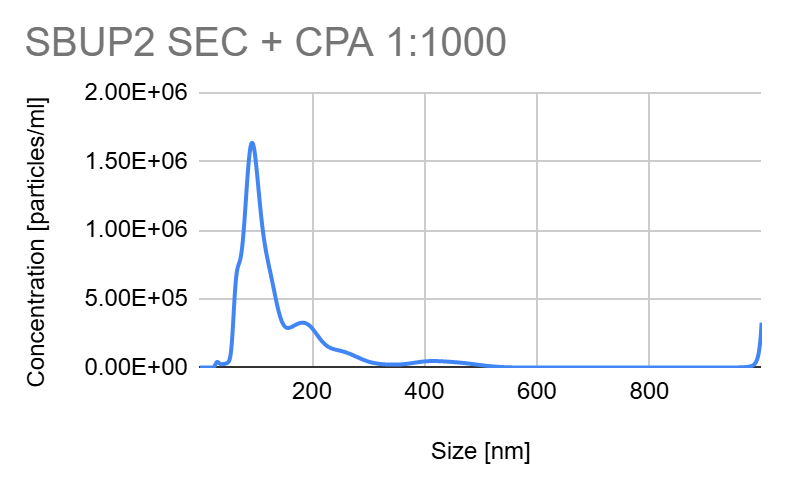 SBUP2 SEC + CPA 1:1000
Concentration [particles/ml]
2.00E+06
1.50E+06
1.00E+06
5.00E+05
0.00E+00
200 400 600 800
Size [nm]